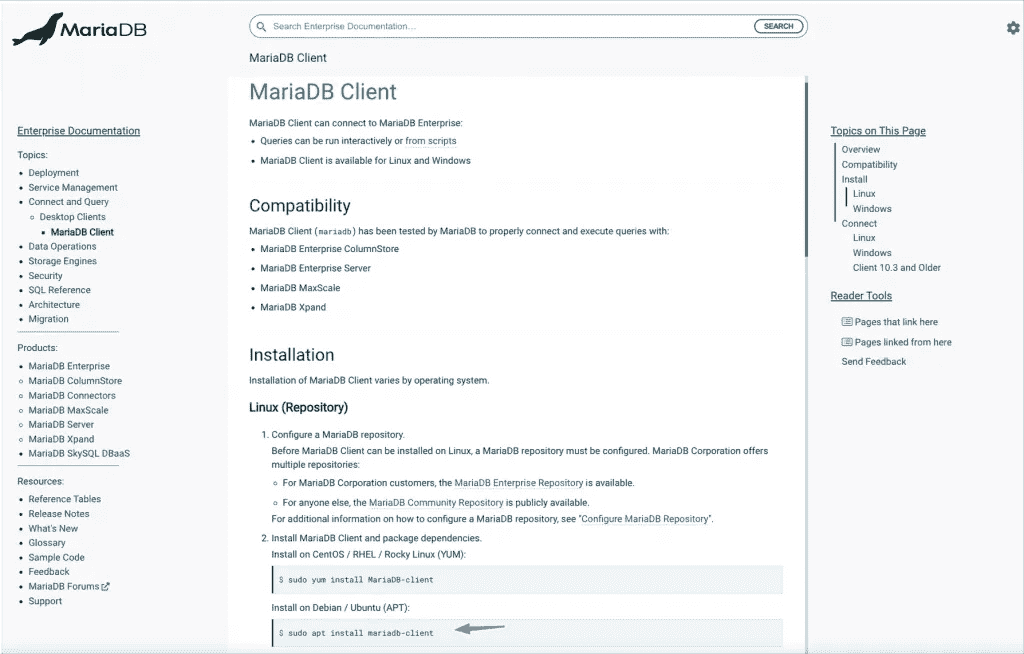 MariaDB
Search Enterprise Documentation...
SEARCH
MariaDB Client
Enterprise Documentation
Topics:
Deployment
Service Management
Connect and Query
Desktop Clients
MariaDB Client
Data Operations
Storage Engines
Security
SQL Reference
Architecture
Migration
Products:
MariaDB Enterprise
MariaDB ColumnStore
MariaDB Connectors
MariaDB MaxScale
MariaDB Server
MariaDB Xpand
MariaDB SkySQL DBaaS
Resources:
Reference Tables
Release Notes
What's New
Glossary
Sample Code
Feedback
MariaDB Forums
Support
MariaDB Client
MariaDB Client can connect to MariaDB Enterprise:
Queries can be run interactively or from scripts
MariaDB Client is available for Linux and Windows
Compatibility
MariaDB Client (mariadb) has been tested by MariaDB to properly connect and execute queries with:
MariaDB Enterprise ColumnStore
MariaDB Enterprise Server
MariaDB MaxScale
MariaDB Xpand
Installation
Installation of MariaDB Client varies by operating system.
Linux (Repository)
1. Configure a MariaDB repository.
Before MariaDB Client can be installed on Linux, a MariaDB repository must be configured. MariaDB Corporation offers
multiple repositories:
For MariaDB Corporation customers, the MariaDB Enterprise Repository is available.
For anyone else, the MariaDB Community Repository is publicly available.
For additional information on how to configure a MariaDB repository, see "Configure MariaDB Repository".
2. Install MariaDB Client and package dependencies.
Install on CentOS / RHEL / Rocky Linux (YUM):
$ sudo yum install MariaDB-client
Install on Debian / Ubuntu (APT):
$ sudo apt install mariadb-client
Topics on This Page
Overview
Compatibility
Install
Linux
Windows
Connect
Linux
Windows
Client 10.3 and Older
Reader Tools
Pages that link here
Pages linked from here
Send Feedback